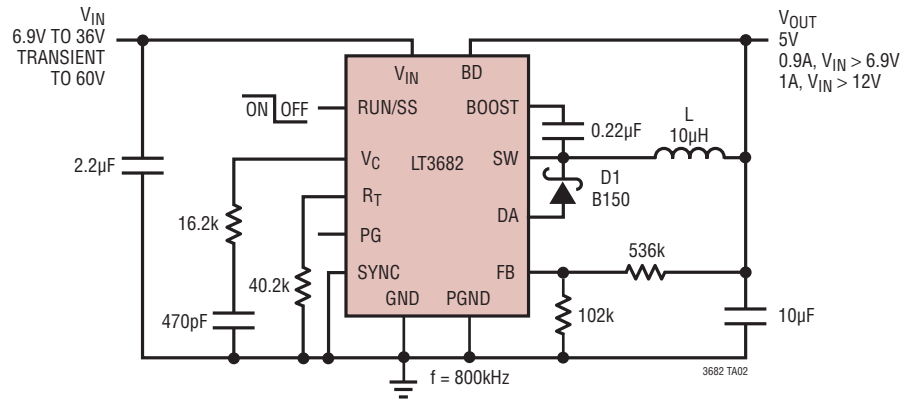 VIN
6.9V TO 36V
TRANSIENT
TO 60V
VOUT
5V
0.9A, VIN > 6.9V
1A, VIN > 12V
VIN
BD
ON OFF
RUN/SS
BOOST
0.22µF
L
10µH
2.2µF
VC
LT3682
SW
D1
B150
RT
DA
16.2k
PG
536k
40.2k
SYNC
FB
GND
PGND
470pF
102k
10µF
f = 800kHz
3682 TA02